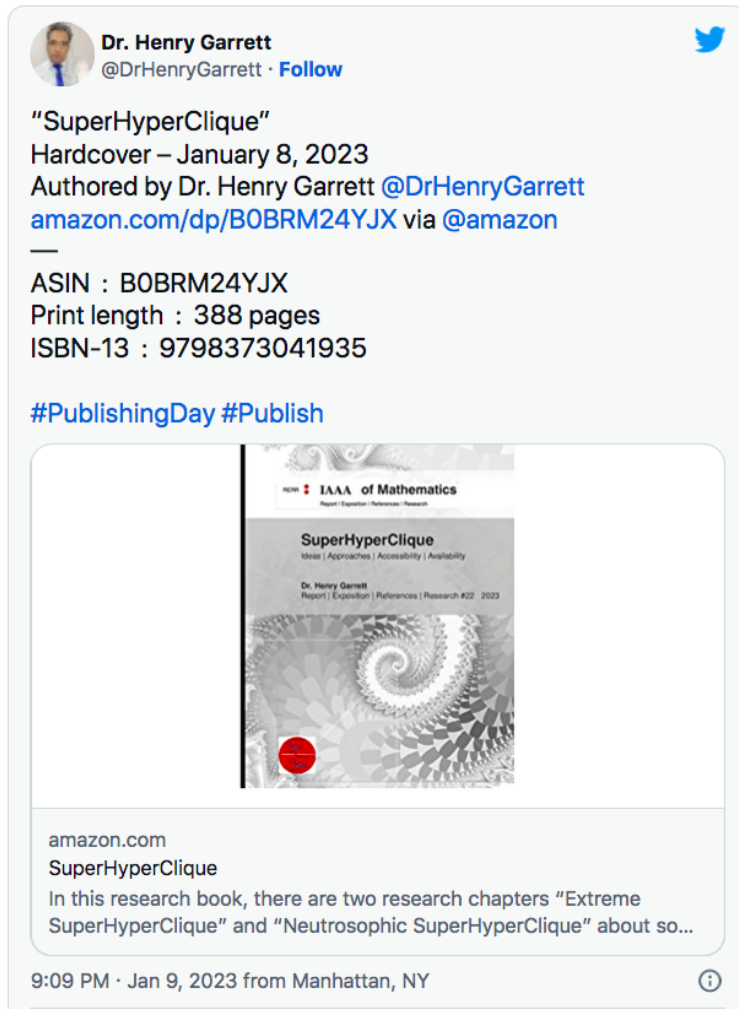 Dr. Henry Garrett
@DrHenryGarrett · Follow
“SuperHyperClique”
Hardcover – January 8, 2023
Authored by Dr. Henry Garrett @DrHenryGarrett
amazon.com/dp/B0BRM24YJX via @amazon
—
ASIN : B0BRM24YJX
Print length : 388 pages
ISBN-13 : 9798373041935
#PublishingDay #Publish
IAAA of Mathematics
Report | Exposition | References | Research
SuperHyperClique
Ideas | Approaches | Accessibility | Availability
Dr. Henry Garrett
Report | Exposition | References | Research #22 2023
amazon.com
SuperHyperClique
In this research book, there are two research chapters “Extreme
SuperHyperClique” and “Neutrosophic SuperHyperClique” about so...
9:09 PM · Jan 9, 2023 from Manhattan, NY